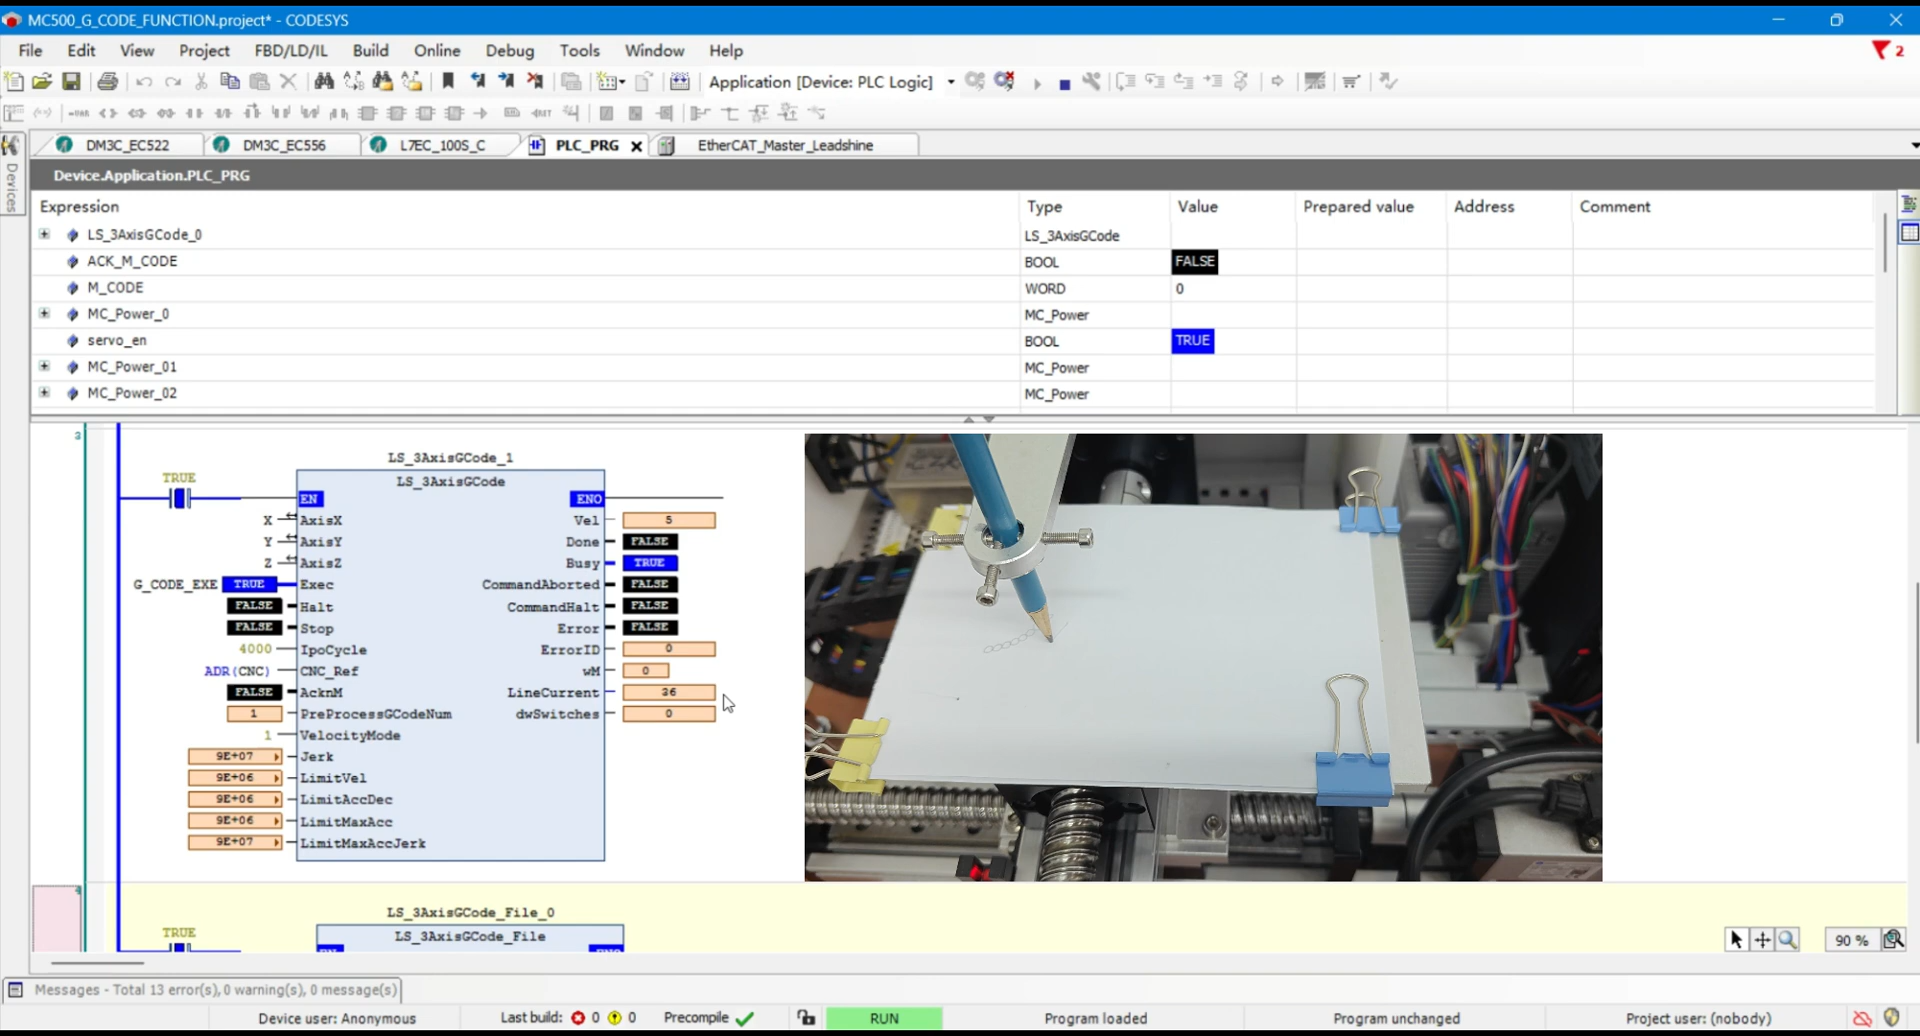 MC500_G_CODE_FUNCTION.project* - CODESYS
File Edit View Project FBD/LD/IL Build Online Debug Tools Window Help
2
Application [Device: PLC Logic]
DM3C_EC522 DM3C_EC556 L7EC_100S_C PLC_PRG EtherCAT_Master_Leadshine
Devices
Device.Application.PLC_PRG
Expression Type Value Prepared value Address Comment
LS_3AxisGCode_0 LS_3AxisGCode
ACK_M_CODE BOOL FALSE
M_CODE WORD 0
MC_Power_0 MC_Power
servo_en BOOL TRUE
MC_Power_01 MC_Power
MC_Power_02 MC_Power
3
LS_3AxisGCode_1
TRUE LS_3AxisGCode
EN ENO
X AxisX Vel 5
Y AxisY Done FALSE
Z AxisZ Busy TRUE
G_CODE_EXE TRUE Exec CommandAborted FALSE
FALSE Halt CommandHalt FALSE
FALSE Stop Error FALSE
4000 IpoCycle ErrorID 0
ADR(CNC) CNC_Ref wM 0
FALSE AcknM LineCurrent 36
1 PreProcessGCodeNum dwSwitches 0
1 VelocityMode
9E+07 Jerk
9E+06 LimitVel
9E+06 LimitAccDec
9E+06 LimitMaxAcc
9E+07 LimitMaxAccJerk
4
LS_3AxisGCode_File_0
TRUE LS_3AxisGCode_File
90 %
Messages - Total 13 error(s), 0 warning(s), 0 message(s)
Device user: Anonymous Last build: 0 0 Precompile RUN Program loaded Program unchanged Project user: (nobody)